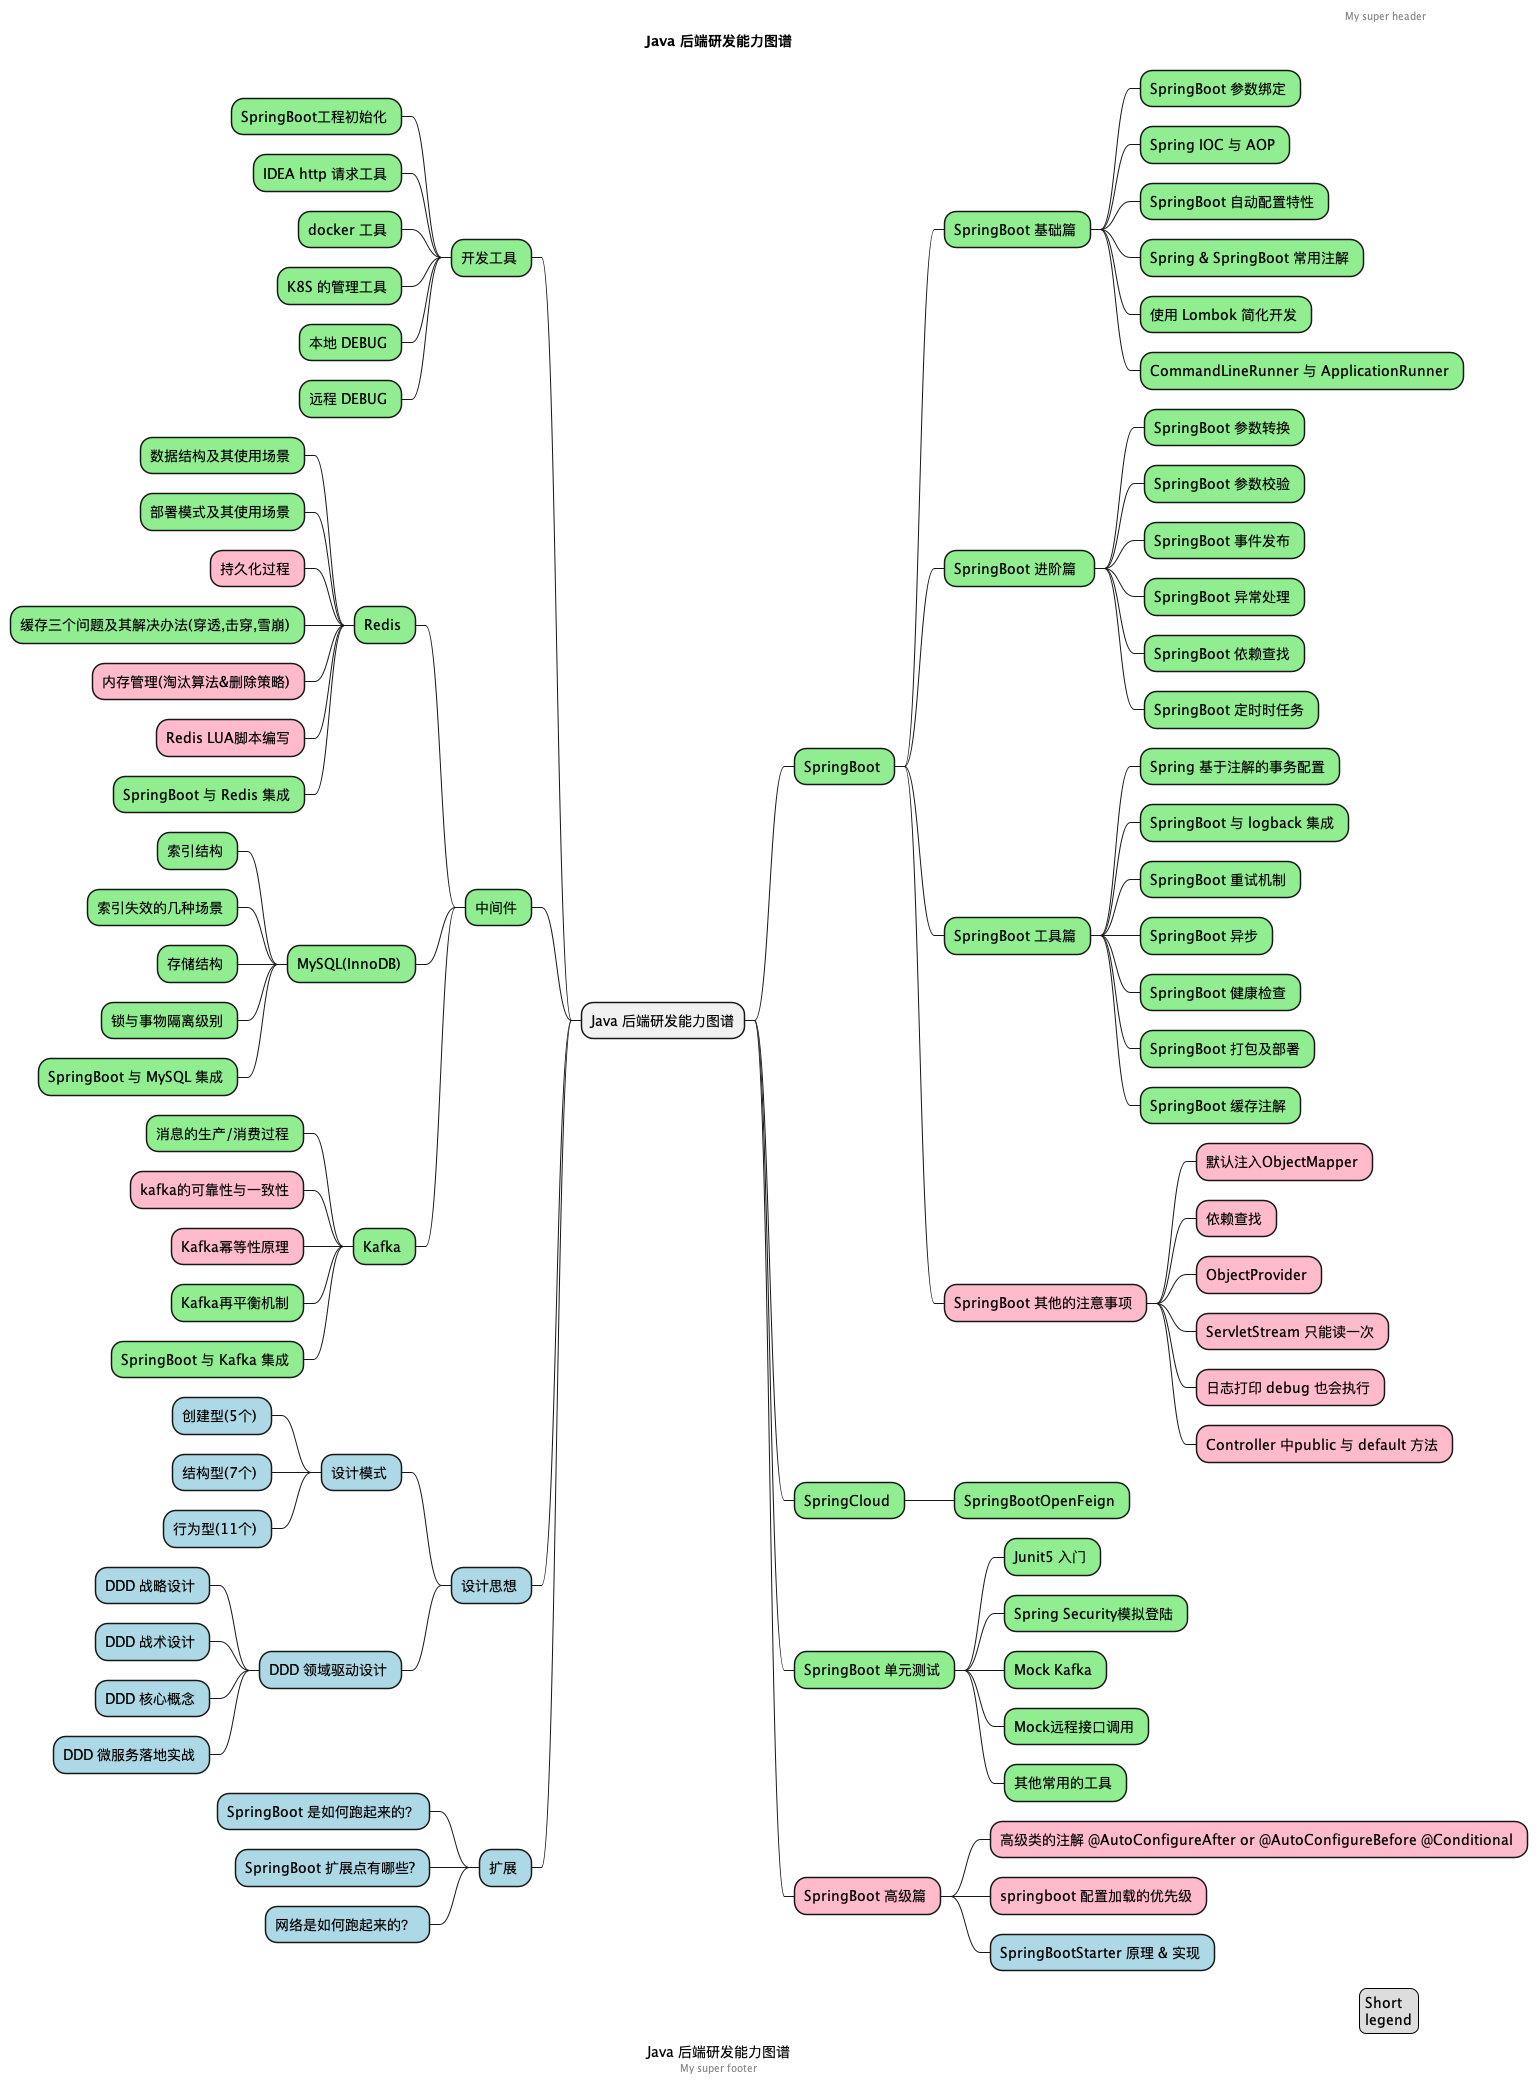 My super header
Java 后端研发能力图谱
SpringBoot工程初始化
IDEA http 请求工具
docker 工具
K8S 的管理工具
本地 DEBUG
远程 DEBUG
开发工具
数据结构及其使用场景
部署模式及其使用场景
持久化过程
缓存三个问题及其解决办法(穿透,击穿,雪崩)
内存管理(淘汰算法&删除策略)
Redis LUA脚本编写
SpringBoot 与 Redis 集成
Redis
索引结构
索引失效的几种场景
存储结构
锁与事物隔离级别
SpringBoot 与 MySQL 集成
MySQL(InnoDB)
消息的生产/消费过程
kafka的可靠性与一致性
Kafka幂等性原理
Kafka再平衡机制
SpringBoot 与 Kafka 集成
Kafka
中间件
创建型(5个)
结构型(7个)
行为型(11个)
设计模式
DDD 战略设计
DDD 战术设计
DDD 核心概念
DDD 微服务落地实战
DDD 领域驱动设计
设计思想
SpringBoot 是如何跑起来的？
SpringBoot 扩展点有哪些?
网络是如何跑起来的？
扩展
Java 后端研发能力图谱
SpringBoot
SpringBoot 基础篇
SpringBoot 参数绑定
Spring IOC 与 AOP
SpringBoot 自动配置特性
Spring & SpringBoot 常用注解
使用 Lombok 简化开发
CommandLineRunner 与 ApplicationRunner
SpringBoot 进阶篇
SpringBoot 参数转换
SpringBoot 参数校验
SpringBoot 事件发布
SpringBoot 异常处理
SpringBoot 依赖查找
SpringBoot 定时时任务
SpringBoot 工具篇
Spring 基于注解的事务配置
SpringBoot 与 logback 集成
SpringBoot 重试机制
SpringBoot 异步
SpringBoot 健康检查
SpringBoot 打包及部署
SpringBoot 缓存注解
SpringBoot 其他的注意事项
默认注入ObjectMapper
依赖查找
ObjectProvider
ServletStream 只能读一次
日志打印 debug 也会执行
Controller 中public 与 default 方法
SpringCloud
SpringBootOpenFeign
SpringBoot 单元测试
Junit5 入门
Spring Security模拟登陆
Mock Kafka
Mock远程接口调用
其他常用的工具
SpringBoot 高级篇
高级类的注解 @AutoConfigureAfter or @AutoConfigureBefore @Conditional
springboot 配置加载的优先级
SpringBootStarter 原理 & 实现
Short
legend
Java 后端研发能力图谱
My super footer